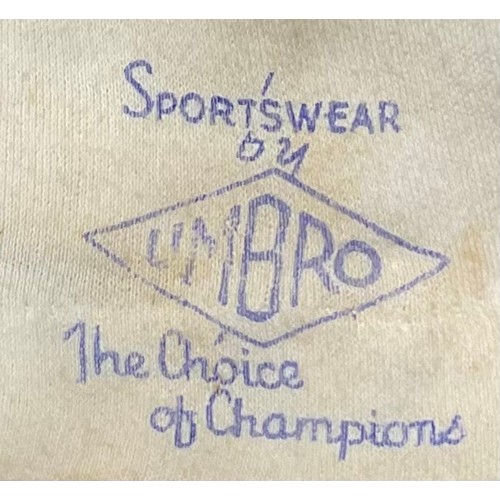 SPORTSWEAR
by
UMBRO
The Choice
of Champions